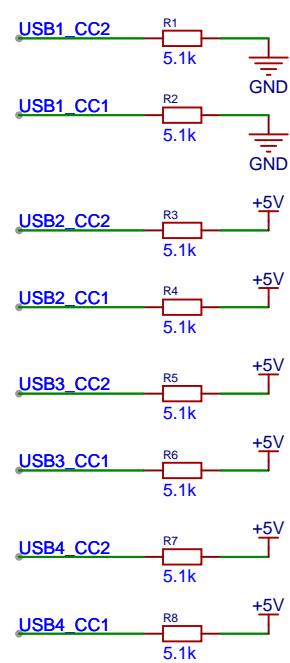 USB1_CC2
R1
5.1k
GND
USB1_CC1
R2
5.1k
GND
USB2_CC2
R3
5.1k
+5V
USB2_CC1
R4
5.1k
+5V
USB3_CC2
R5
5.1k
+5V
USB3_CC1
R6
5.1k
+5V
USB4_CC2
R7
5.1k
+5V
USB4_CC1
R8
5.1k
+5V